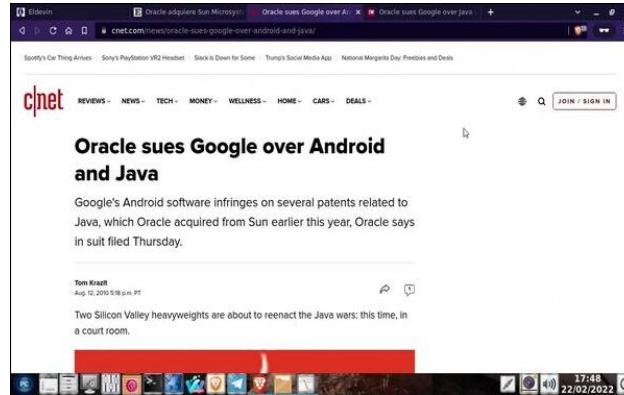 Eldevin
Oracle adquiere Sun Microsys
Oracle sues Google over An
Oracle sues Google over Java
cnet.com/news/oracle-sues-google-over-android-and-java/
Spotify's Car Thing Arrives Sony's PlayStation VR2 Headset Slack Is Down for Some Trump's Social Media App National Margarita Day: Freebies and Deals
c|net REVIEWS NEWS TECH MONEY WELLNESS HOME CARS DEALS JOIN / SIGN IN
Oracle sues Google over Android
and Java
Google's Android software infringes on several patents related to
Java, which Oracle acquired from Sun earlier this year, Oracle says
in suit filed Thursday.
Tom Krazit
Aug. 12, 2010 5:18 p.m. PT
Two Silicon Valley heavyweights are about to reenact the Java wars: this time, in
a court room.
17:48
22/02/2022